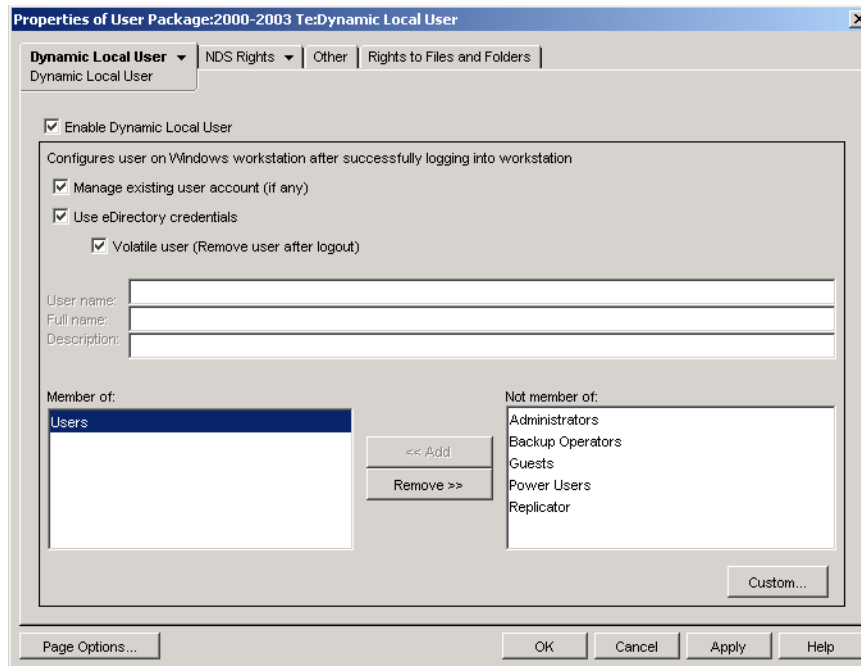 Properties of User Package:2000-2003 Te:Dynamic Local User
Dynamic Local User
NDS Rights
Other
Rights to Files and Folders
Dynamic Local User
Enable Dynamic Local User
Configures user on Windows workstation after successfully logging into workstation
Manage existing user account (if any)
Use eDirectory credentials
Volatile user (Remove user after logout)
User name:
Full name:
Description:
Member of:
Users
<< Add
Remove >>
Not member of:
Administrators
Backup Operators
Guests
Power Users
Replicator
Custom...
Page Options...
OK
Cancel
Apply
Help